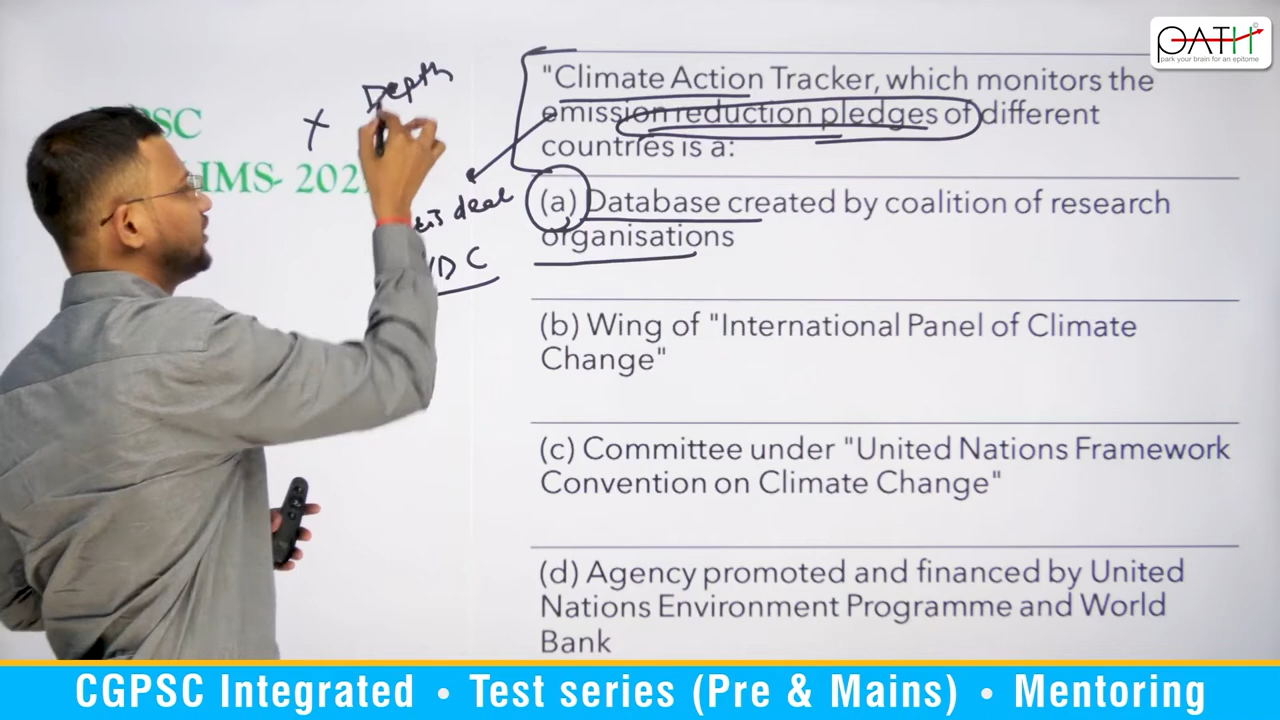 PATH
park your brain for an epitome
Depth
"Climate Action Tracker, which monitors the
emission reduction pledges of different
countries is a:
PSC
IMS- 202
(a) Database created by coalition of research
organisations
deal
DC
(b) Wing of "International Panel of Climate
Change"
(c) Committee under "United Nations Framework
Convention on Climate Change"
(d) Agency promoted and financed by United
Nations Environment Programme and World
Bank
CGPSC Integrated • Test series (Pre & Mains) • Mentoring